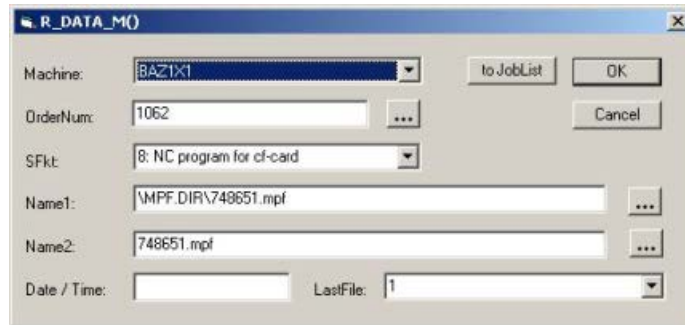 R_DATA_M()
Machine: BAZ1X1 to JobList OK
OrderNum: 1062 ... Cancel
SFkt: 8: NC program for cf-card
Name1: \MPF.DIR\748651.mpf ...
Name2: 748651.mpf ...
Date / Time: LastFile: 1